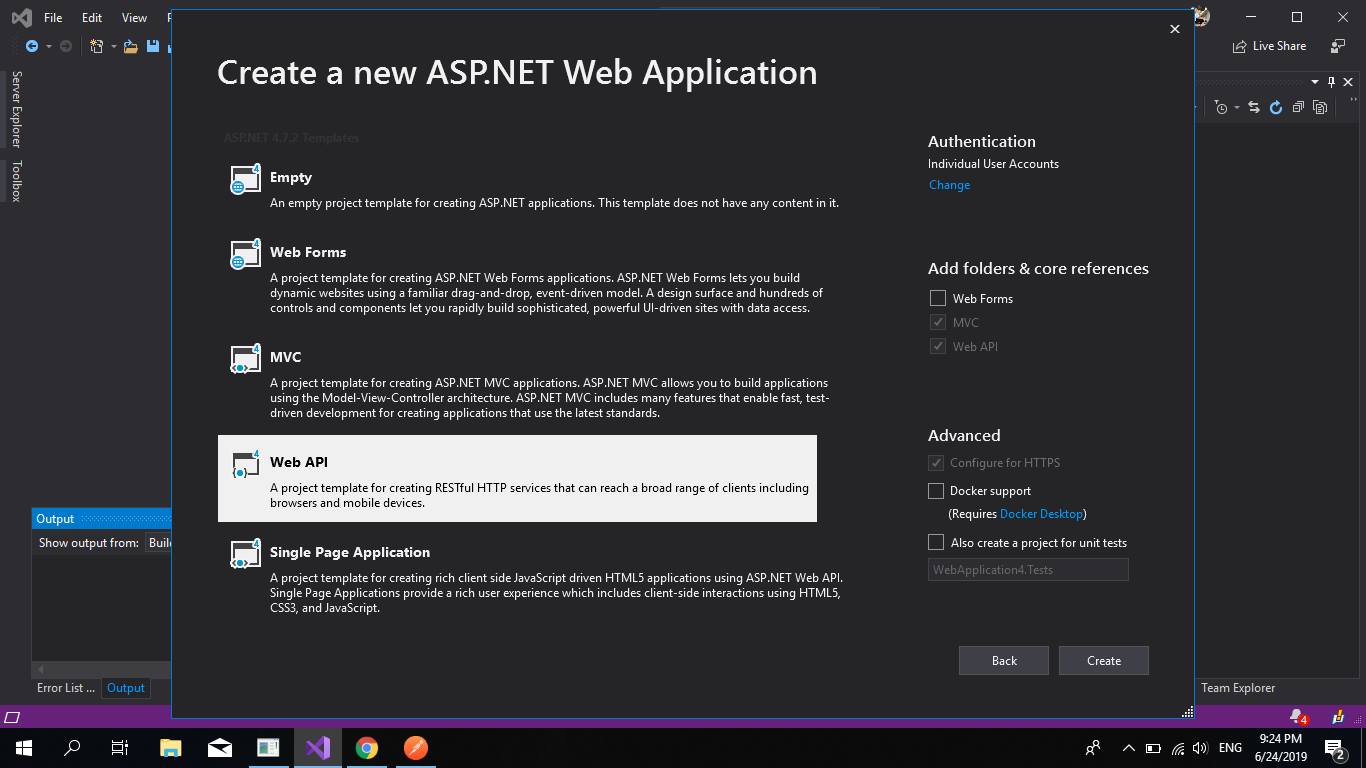 File Edit View
Live Share
Create a new ASP.NET Web Application
Server Explorer
Toolbox
ASP.NET 4.7.2 Templates
Empty
An empty project template for creating ASP.NET applications. This template does not have any content in it.
Web Forms
A project template for creating ASP.NET Web Forms applications. ASP.NET Web Forms lets you build
dynamic websites using a familiar drag-and-drop, event-driven model. A design surface and hundreds of
controls and components let you rapidly build sophisticated, powerful UI-driven sites with data access.
MVC
A project template for creating ASP.NET MVC applications. ASP.NET MVC allows you to build applications
using the Model-View-Controller architecture. ASP.NET MVC includes many features that enable fast, test-
driven development for creating applications that use the latest standards.
Web API
A project template for creating RESTful HTTP services that can reach a broad range of clients including
browsers and mobile devices.
Single Page Application
A project template for creating rich client side JavaScript driven HTML5 applications using ASP.NET Web API.
Single Page Applications provide a rich user experience which includes client-side interactions using HTML5,
CSS3, and JavaScript.
Authentication
Individual User Accounts
Change
Add folders & core references
Web Forms
MVC
Web API
Advanced
Configure for HTTPS
Docker support
(Requires Docker Desktop)
Also create a project for unit tests
WebApplication4.Tests
Back Create
Output
Show output from:
Error List ... Output
Team Explorer
4
ENG
9:24 PM
6/24/2019
2